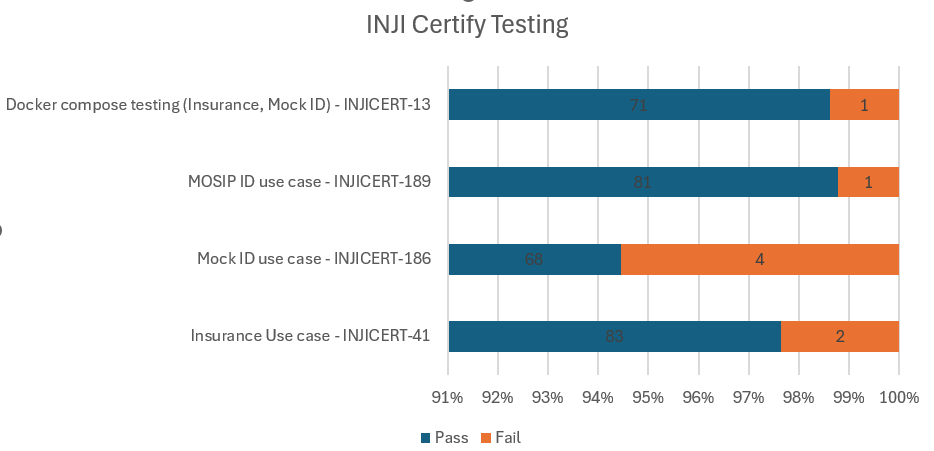 INJI Certify Testing
Docker compose testing (Insurance, Mock ID) - INJICERT-13 71 1
MOSIP ID use case - INJICERT-189 81 1
Mock ID use case - INJICERT-186 68 4
Insurance Use case - INJICERT-41 83 2
91% 92% 93% 94% 95% 96% 97% 98% 99% 100%
Pass Fail